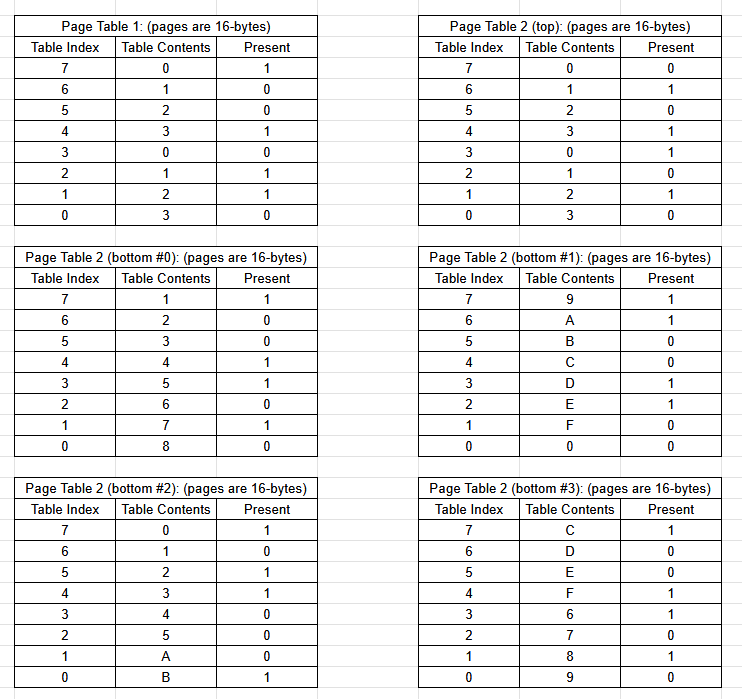 Page Table 1: (pages are 16-bytes)
Table Index Table Contents Present
7 0 1
6 1 0
5 2 0
4 3 1
3 0 0
2 1 1
1 2 1
0 3 0
Page Table 2 (top): (pages are 16-bytes)
Table Index Table Contents Present
7 0 0
6 1 1
5 2 0
4 3 1
3 0 1
2 1 0
1 2 1
0 3 0
Page Table 2 (bottom #0): (pages are 16-bytes)
Table Index Table Contents Present
7 1 1
6 2 0
5 3 0
4 4 1
3 5 1
2 6 0
1 7 1
0 8 0
Page Table 2 (bottom #1): (pages are 16-bytes)
Table Index Table Contents Present
7 9 1
6 A 1
5 B 0
4 C 0
3 D 1
2 E 1
1 F 0
0 0 0
Page Table 2 (bottom #2): (pages are 16-bytes)
Table Index Table Contents Present
7 0 1
6 1 0
5 2 1
4 3 1
3 4 0
2 5 0
1 A 0
0 B 1
Page Table 2 (bottom #3): (pages are 16-bytes)
Table Index Table Contents Present
7 C 1
6 D 0
5 E 0
4 F 1
3 6 1
2 7 0
1 8 1
0 9 0